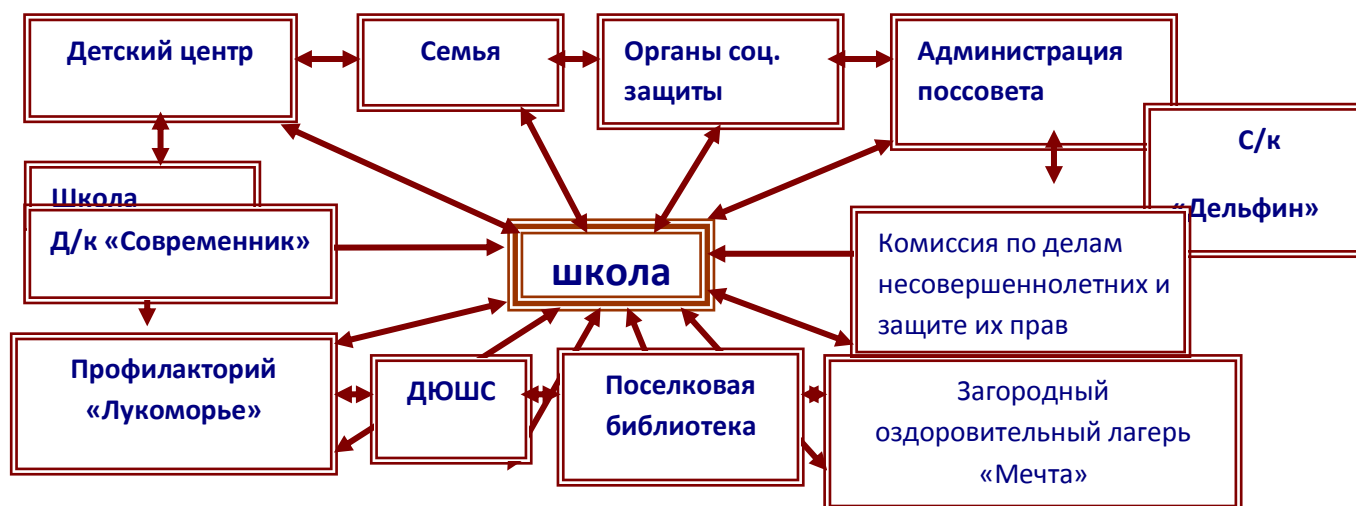 Детский центр
Семья
Органы соц.
защиты
Администрация
поссовета
С/к
«Дельфин»
Школа
Д/к «Современник»
школа
Комиссия по делам
несовершеннолетних и
защите их прав
Профилакторий
«Лукоморье»
ДЮШС
Поселковая
библиотека
Загородный
оздоровительный лагерь
«Мечта»